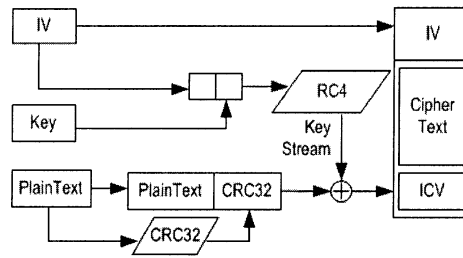 IV
IV
RC4
Cipher
Text
Key
Key
Stream
PlainText
PlainText
CRC32
ICV
CRC32